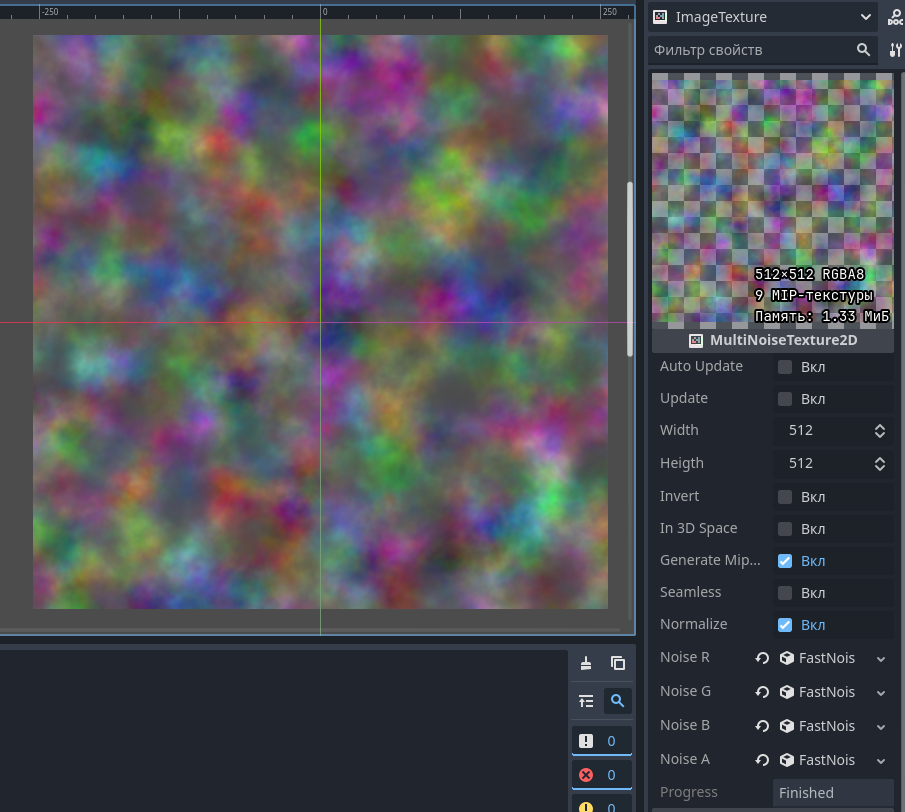 -250
0
250
ImageTexture
DOC
Фильтр свойств
512×512 RGBA8
9 MIP-текстуры
Память: 1.33 МиБ
MultiNoiseTexture2D
Auto Update Вкл
Update Вкл
Width 512
Heigth 512
Invert Вкл
In 3D Space Вкл
Generate Mip... Вкл
Seamless Вкл
Normalize Вкл
Noise R FastNois
Noise G FastNois
Noise B FastNois
Noise A FastNois
Progress Finished
0
0
0